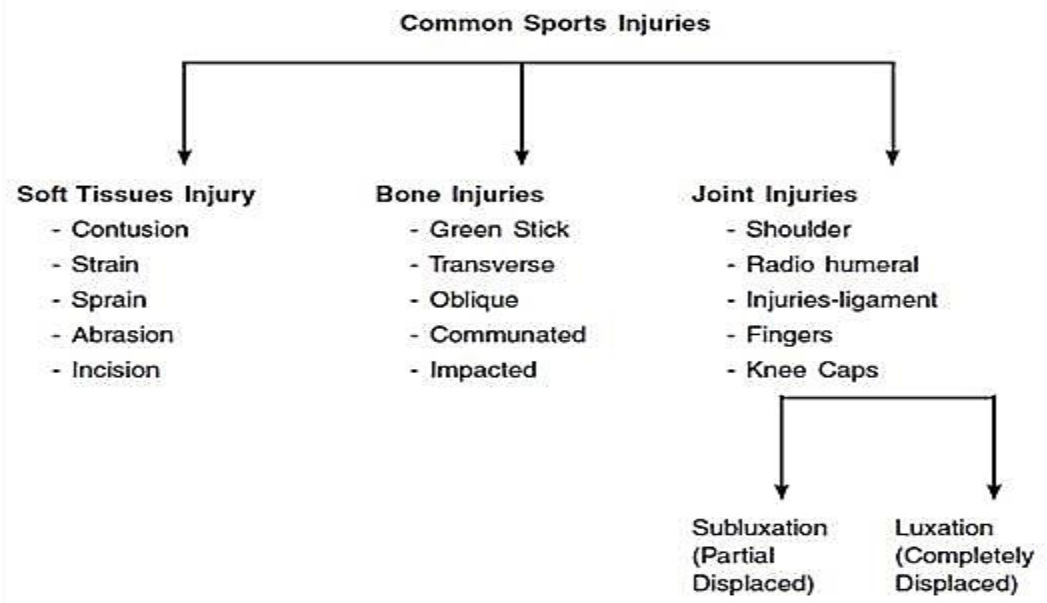 Common Sports Injuries
Soft Tissues Injury
- Contusion
- Strain
- Sprain
- Abrasion
- Incision
Bone Injuries
- Green Stick
- Transverse
- Oblique
- Communated
- Impacted
Joint Injuries
- Shoulder
- Radio humeral
- Injuries-ligament
- Fingers
- Knee Caps
Subluxation
(Partial
Displaced)
Luxation
(Completely
Displaced)